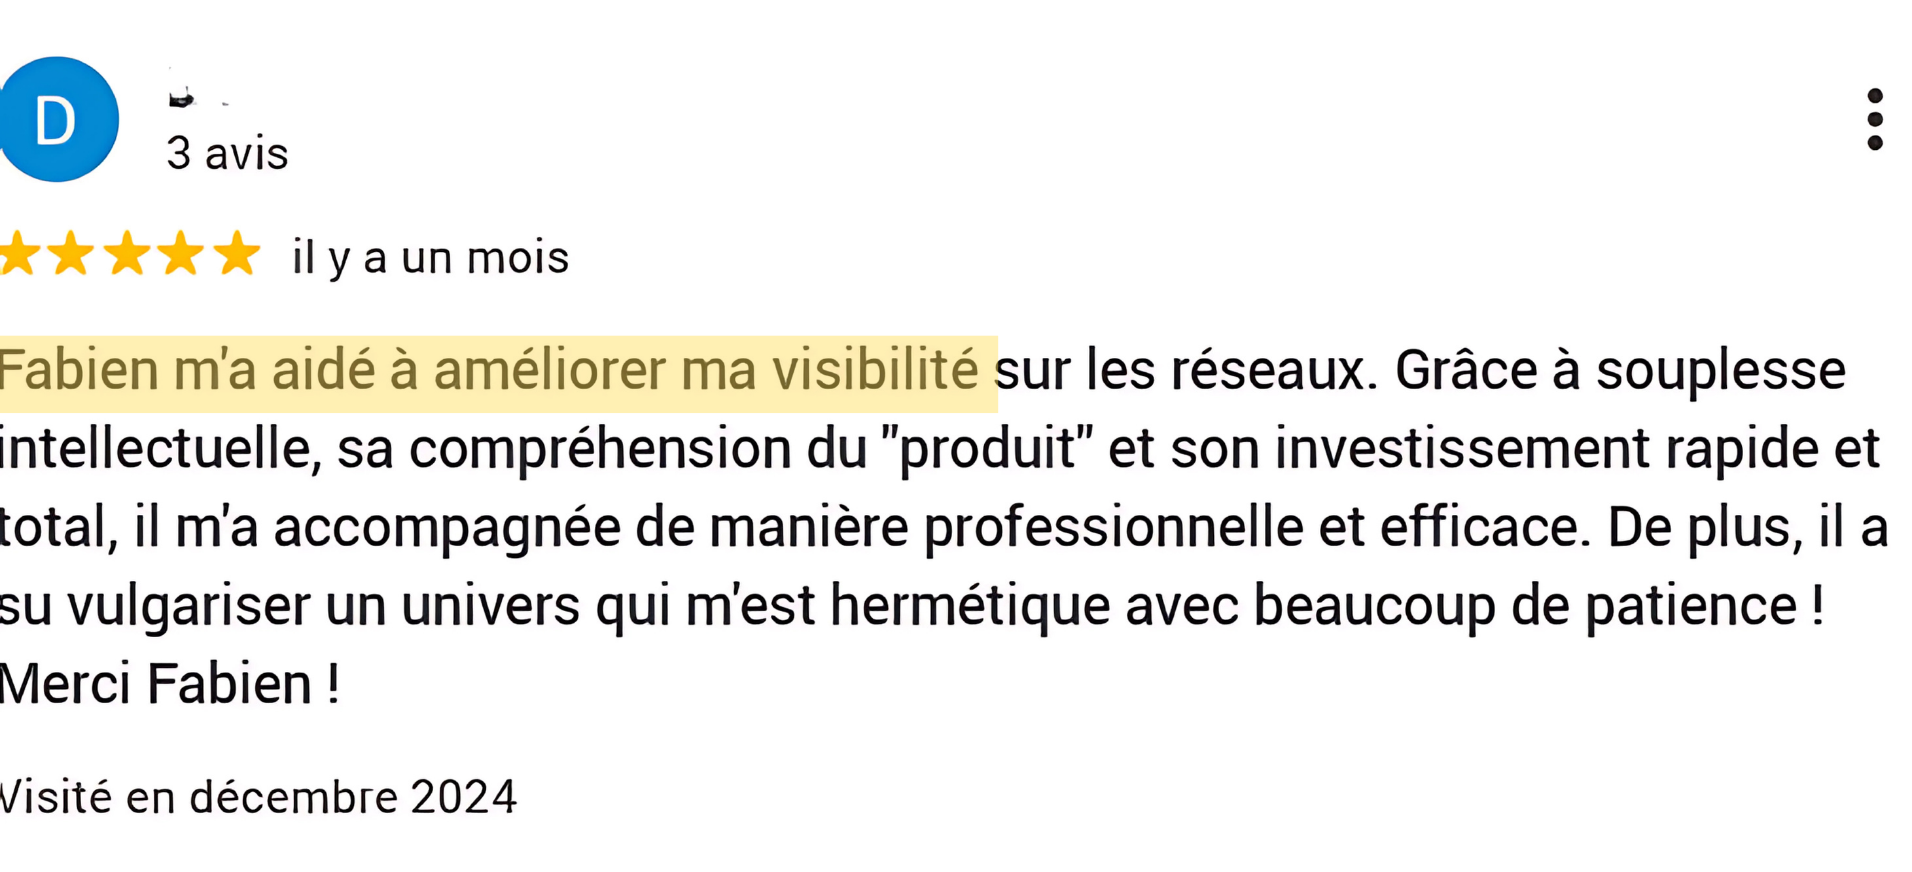 D
3 avis
il y a un mois
Fabien m'a aidé à améliorer ma visibilité sur les réseaux. Grâce à souplesse
intellectuelle, sa compréhension du "produit" et son investissement rapide et
total, il m'a accompagnée de manière professionnelle et efficace. De plus, il a
su vulgariser un univers qui m'est hermétique avec beaucoup de patience !
Merci Fabien !
Visité en décembre 2024